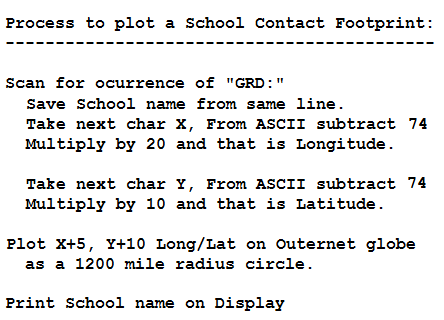 Process to plot a School Contact Footprint:
-------------------------------------------
Scan for ocurrence of "GRD:"
Save School name from same line.
Take next char X, From ASCII subtract 74
Multiply by 20 and that is Longitude.
Take next char Y, From ASCII subtract 74
Multiply by 10 and that is Latitude.
Plot X+5, Y+10 Long/Lat on Outernet globe
as a 1200 mile radius circle.
Print School name on Display